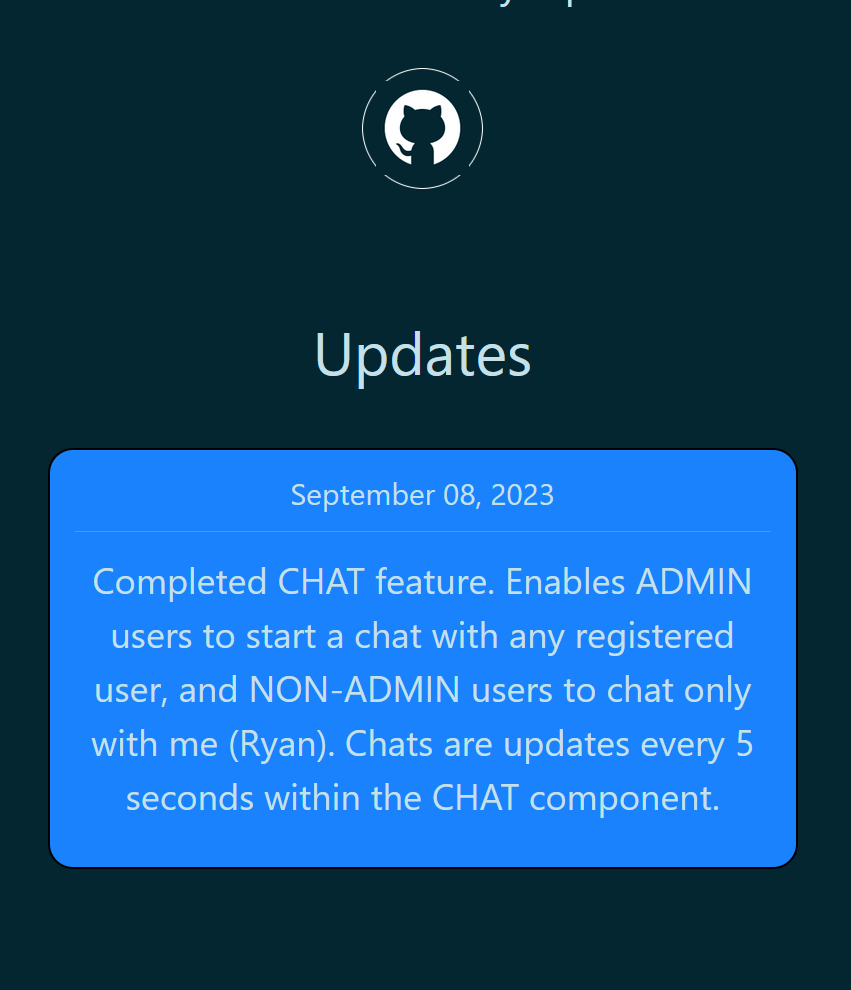 Updates
September 08, 2023
Completed CHAT feature. Enables ADMIN
users to start a chat with any registered
user, and NON-ADMIN users to chat only
with me (Ryan). Chats are updates every 5
seconds within the CHAT component.